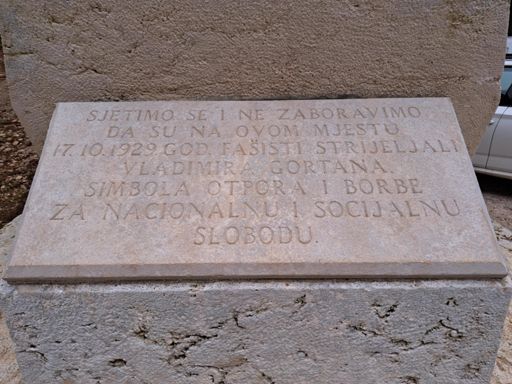 SJETIMO SE I NE ZABORAVIMO
DA SU NA OVOM MJESTU
17.10.1929.GOD. FAŠISTI STRIJELJALI
VLADIMIRA GORTANA.
SIMBOLA OTPORA I BORBE
ZA NACIONALNU I SOCIJALNU
SLOBODU.